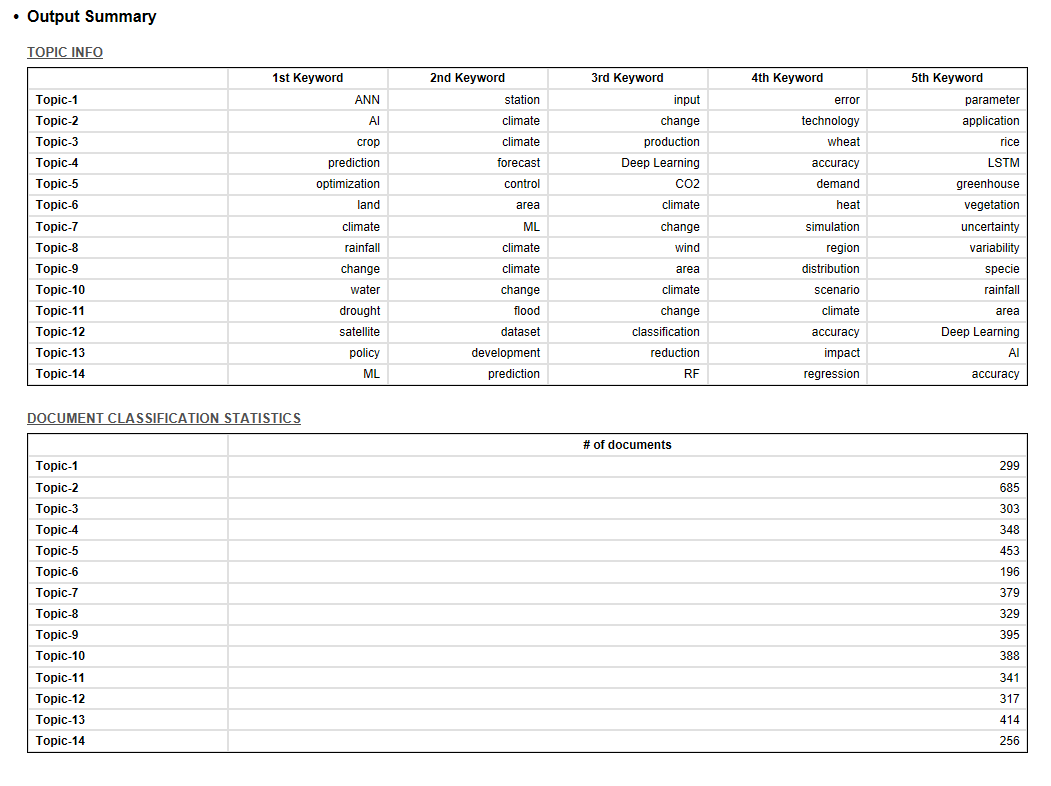 • Output Summary
TOPIC INFO
1st Keyword 2nd Keyword 3rd Keyword 4th Keyword 5th Keyword
Topic-1 ANN station input error parameter
Topic-2 AI climate change technology application
Topic-3 crop climate production wheat rice
Topic-4 prediction forecast Deep Learning accuracy LSTM
Topic-5 optimization control CO2 demand greenhouse
Topic-6 land area climate heat vegetation
Topic-7 climate ML change simulation uncertainty
Topic-8 rainfall climate wind region variability
Topic-9 change climate area distribution specie
Topic-10 water change climate scenario rainfall
Topic-11 drought flood change climate area
Topic-12 satellite dataset classification accuracy Deep Learning
Topic-13 policy development reduction impact AI
Topic-14 ML prediction RF regression accuracy
DOCUMENT CLASSIFICATION STATISTICS
# of documents
Topic-1 299
Topic-2 685
Topic-3 303
Topic-4 348
Topic-5 453
Topic-6 196
Topic-7 379
Topic-8 329
Topic-9 395
Topic-10 388
Topic-11 341
Topic-12 317
Topic-13 414
Topic-14 256